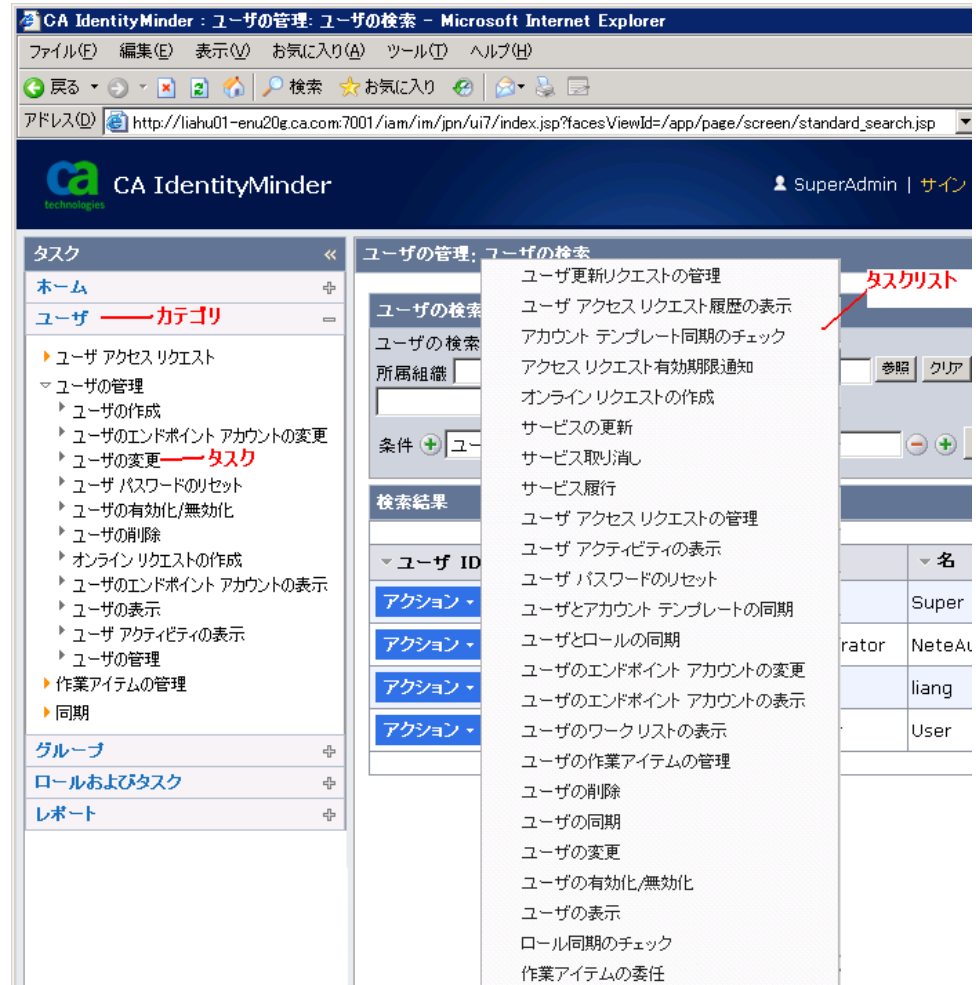 CA IdentityMinder : ユーザの管理: ユーザの検索 - Microsoft Internet Explorer
ファイル(F) 編集(E) 表示(V) お気に入り(A) ツール(T) ヘルプ(H)
戻る 検索 お気に入り
アドレス(D) http://liahu01-enu20g.ca.com:7001/iam/im/jpn/ui7/index.jsp?facesViewId=/app/page/screen/standard_search.jsp
ca technologies CA IdentityMinder SuperAdmin | サイン
タスク «
ホーム
ユーザ カテゴリ
ユーザ アクセス リクエスト
ユーザの管理
ユーザの作成
ユーザのエンドポイント アカウントの変更
ユーザの変更 タスク
ユーザ パスワードのリセット
ユーザの有効化/無効化
ユーザの削除
オンライン リクエストの作成
ユーザのエンドポイント アカウントの表示
ユーザの表示
ユーザ アクティビティの表示
ユーザの管理
作業アイテムの管理
同期
グループ
ロールおよびタスク
レポート
ユーザの管理: ユーザの検索
ユーザの検索
ユーザの検索
所属組織 参照 クリア
条件 ユー
検索結果
ユーザ ID 名
アクション Super
アクション rator NeteAu
アクション liang
アクション User
タスクリスト
ユーザ更新リクエストの管理
ユーザ アクセス リクエスト履歴の表示
アカウント テンプレート同期のチェック
アクセス リクエスト有効期限通知
オンライン リクエストの作成
サービスの更新
サービス取り消し
サービス履行
ユーザ アクセス リクエストの管理
ユーザ アクティビティの表示
ユーザ パスワードのリセット
ユーザとアカウント テンプレートの同期
ユーザとロールの同期
ユーザのエンドポイント アカウントの変更
ユーザのエンドポイント アカウントの表示
ユーザのワーク リストの表示
ユーザの作業アイテムの管理
ユーザの削除
ユーザの同期
ユーザの変更
ユーザの有効化/無効化
ユーザの表示
ロール同期のチェック
作業アイテムの委任